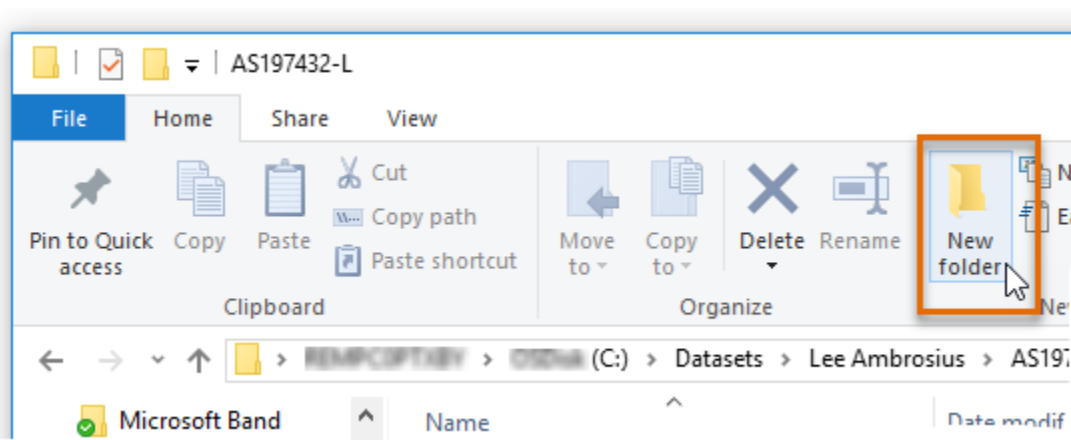 AS197432-L
File Home Share View
Pin to Quick access
Copy
Paste
Cut
Copy path
Paste shortcut
Clipboard
Move to
Copy to
Delete
Rename
Organize
New folder
(C:) > Datasets > Lee Ambrosius >
Microsoft Band
Name